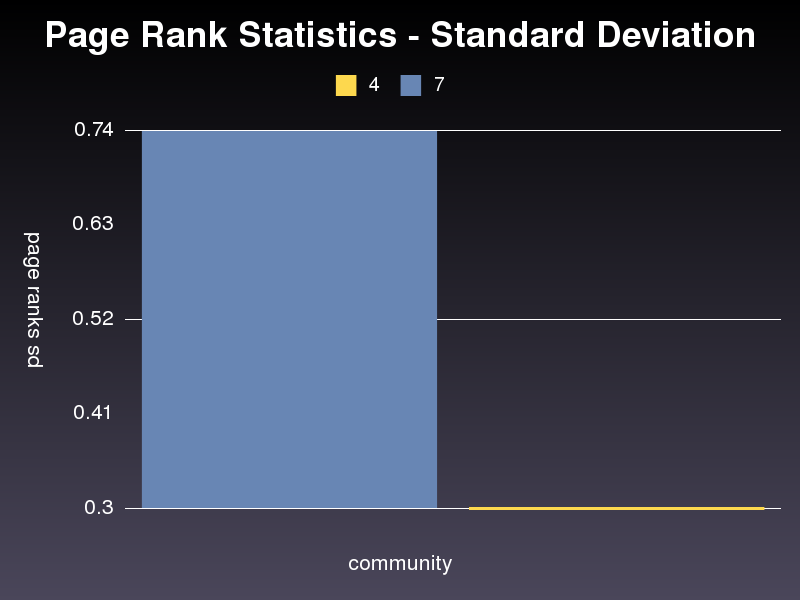 Page Rank Statistics - Standard Deviation
4 7
0.74
0.63
0.52
0.41
0.3
page ranks sd
community